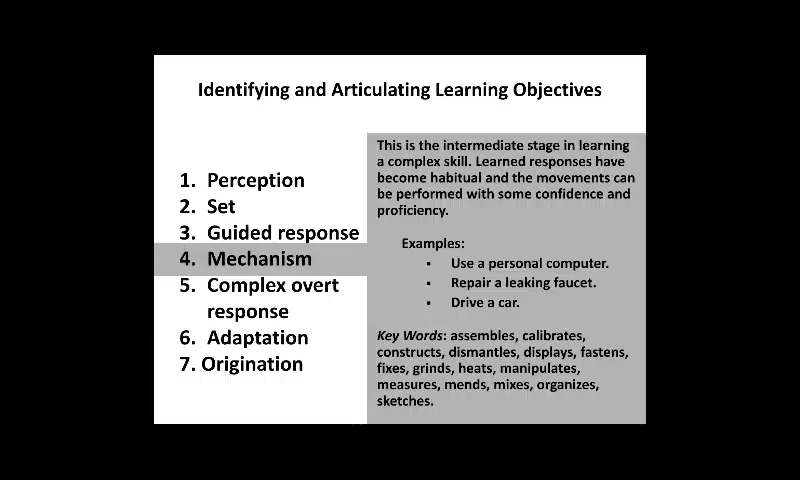 Identifying and Articulating Learning Objectives
1. Perception
2. Set
3. Guided response
4. Mechanism
5. Complex overt
response
6. Adaptation
7. Origination
This is the intermediate stage in learning
a complex skill. Learned responses have
become habitual and the movements can
be performed with some confidence and
proficiency.
Examples:
▪ Use a personal computer.
▪ Repair a leaking faucet.
▪ Drive a car.
Key Words: assembles, calibrates,
constructs, dismantles, displays, fastens,
fixes, grinds, heats, manipulates,
measures, mends, mixes, organizes,
sketches.